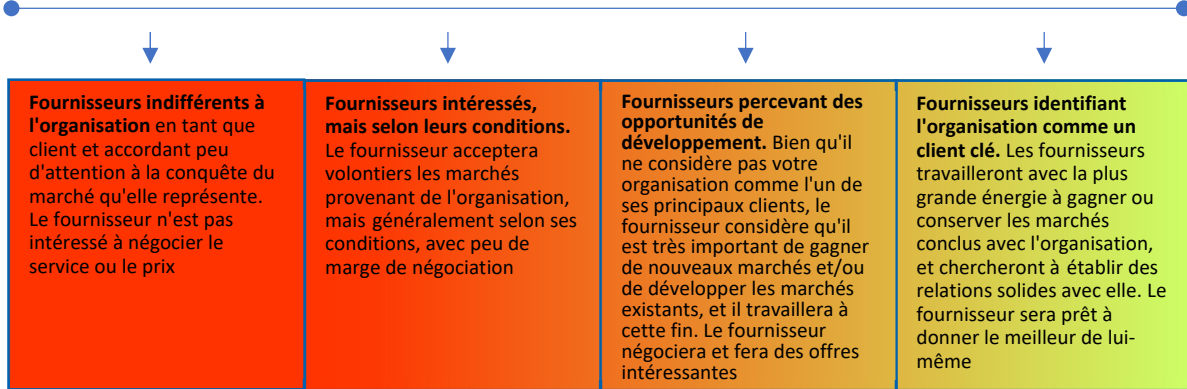 Fournisseurs indifférents à
l'organisation en tant que
client et accordant peu
d'attention à la conquête du
marché qu'elle représente.
Le fournisseur n'est pas
intéressé à négocier le
service ou le prix
Fournisseurs intéressés,
mais selon leurs conditions.
Le fournisseur acceptera
volontiers les marchés
provenant de l'organisation,
mais généralement selon ses
conditions, avec peu de
marge de négociation
Fournisseurs percevant des
opportunités de
développement. Bien qu'il
ne considère pas votre
organisation comme l'un de
ses principaux clients, le
fournisseur considère qu'il
est très important de gagner
de nouveaux marchés et/ou
de développer les marchés
existants, et il travaillera à
cette fin. Le fournisseur
négociera et fera des offres
intéressantes
Fournisseurs identifiant
l'organisation comme un
client clé. Les fournisseurs
travailleront avec la plus
grande énergie à gagner ou
conserver les marchés
conclus avec l'organisation,
et chercheront à établir des
relations solides avec elle. Le
fournisseur sera prêt à
donner le meilleur de lui-
même